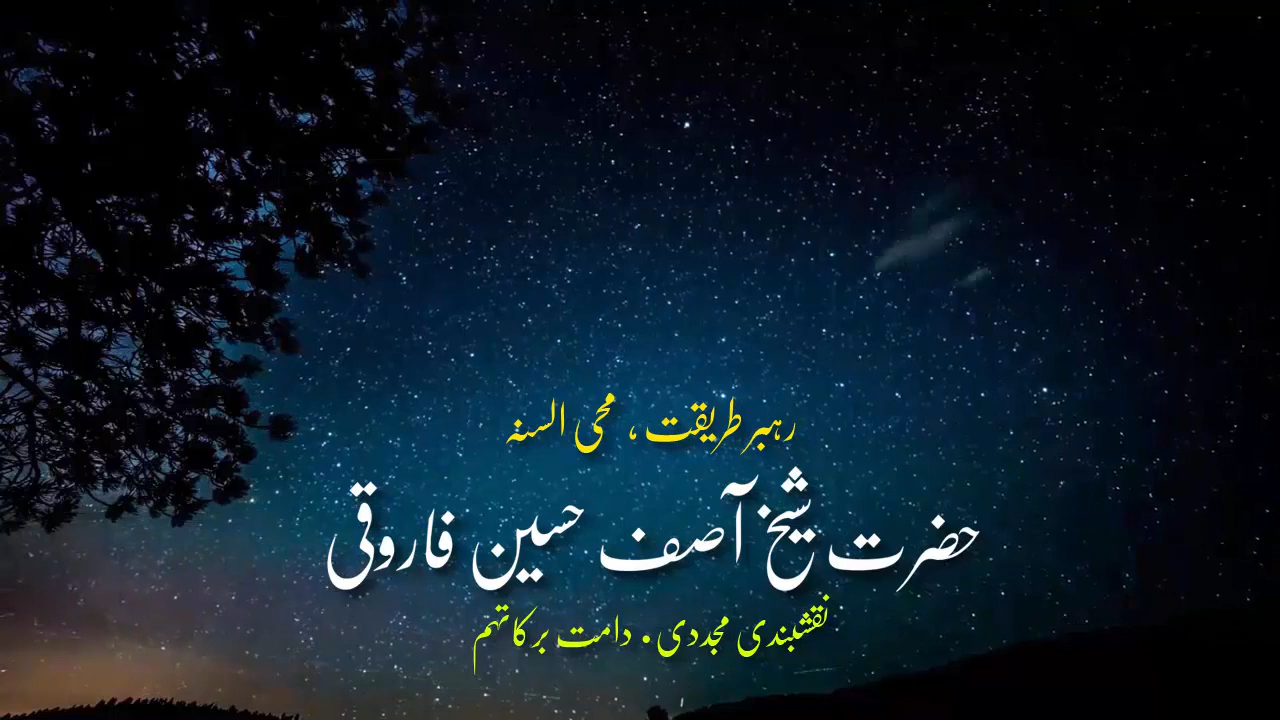 رہبر طریقت، محی السنہ
حضرت شیخ آصف حسین فاروقی
نقشبندی مجددی۔ دامت برکاتہم